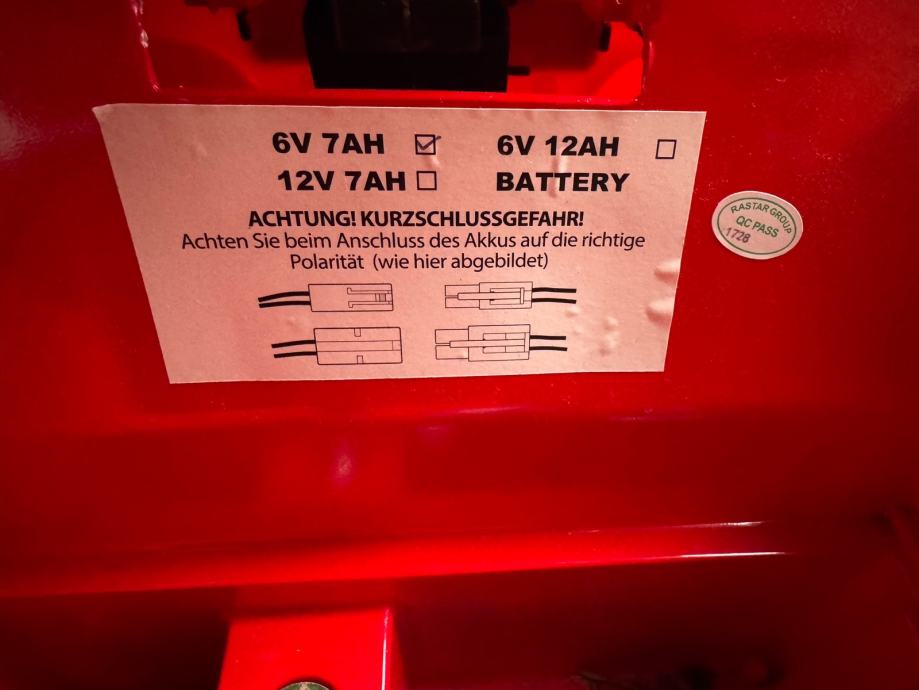 6V 7AH ☑ 6V 12AH ☐
12V 7AH ☐ BATTERY
ACHTUNG! KURZSCHLUSSGEFAHR!
Achten Sie beim Anschluss des Akkus auf die richtige
Polarität (wie hier abgebildet)
RASTAR GROUP
QC PASS
1728